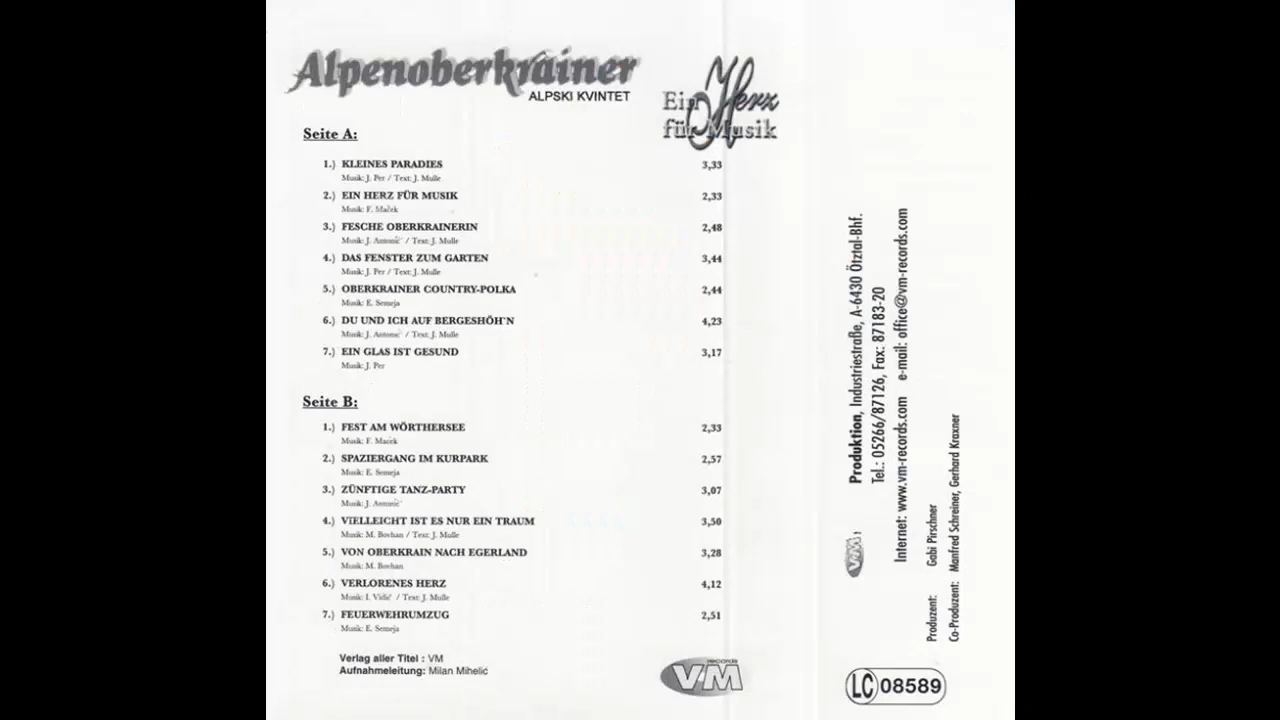 Alpenoberkrainer
ALPSKI KVINTET
Ein Herz
für Musik
Seite A:
1.) KLEINES PARADIES 3,33
Musik: J. Per / Text: J. Mulle
2.) EIN HERZ FÜR MUSIK 2,33
Musik: F. Maček
3.) FESCHE OBERKRAINERIN 2,48
Musik: J. Antonič / Text: J. Mulle
4.) DAS FENSTER ZUM GARTEN 3,44
Musik: J. Per / Text: J. Mulle
5.) OBERKRAINER COUNTRY-POLKA 2,44
Musik: E. Semeja
6.) DU UND ICH AUF BERGESHÖH`N 4,23
Musik: J. Antonič / Text: J. Mulle
7.) EIN GLAS IST GESUND 3,17
Musik: J. Per
Seite B:
1.) FEST AM WÖRTHERSEE 2,33
Musik: F. Maček
2.) SPAZIERGANG IM KURPARK 2,57
Musik: E. Semeja
3.) ZÜNFTIGE TANZ-PARTY 3,07
Musik: J. Antonič
4.) VIELLEICHT IST ES NUR EIN TRAUM 3,50
Musik: M. Bovhan / Text: J. Mulle
5.) VON OBERKRAIN NACH EGERLAND 3,28
Musik: M. Bovhan
6.) VERLORENES HERZ 4,12
Musik: I. Vidič / Text: J. Mulle
7.) FEUERWEHRUMZUG 2,51
Musik: E. Semeja
Verlag aller Titel : VM
Aufnahmeleitung: Milan Mihelič
VM records
VM Produktion, Industriestraße, A-6430 Ötztal-Bhf.
Tel.: 05266/87126, Fax: 87183-20
Internet: www.vm-records.com e-mail: office@vm-records.com
Produzent: Gabi Pirschner
Co-Produzent: Manfred Schreiner, Gerhard Kraxner
LC 08589